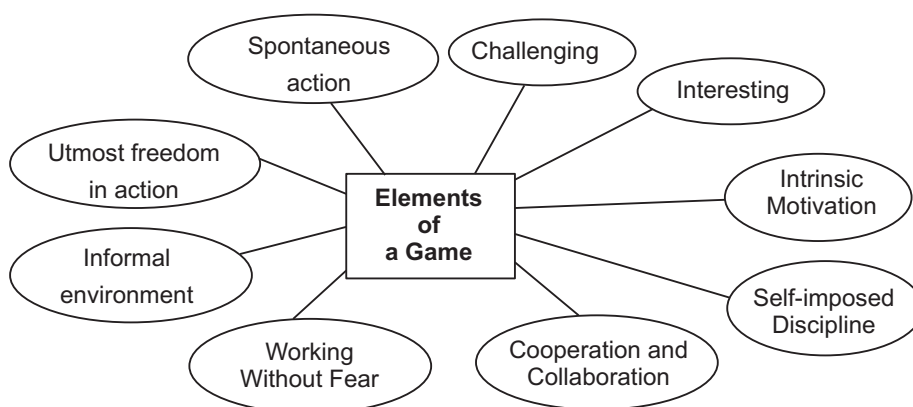 Spontaneous
action
Challenging
Interesting
Utmost freedom
in action
Elements
of
a Game
Intrinsic
Motivation
Informal
environment
Self-imposed
Discipline
Working
Without Fear
Cooperation and
Collaboration